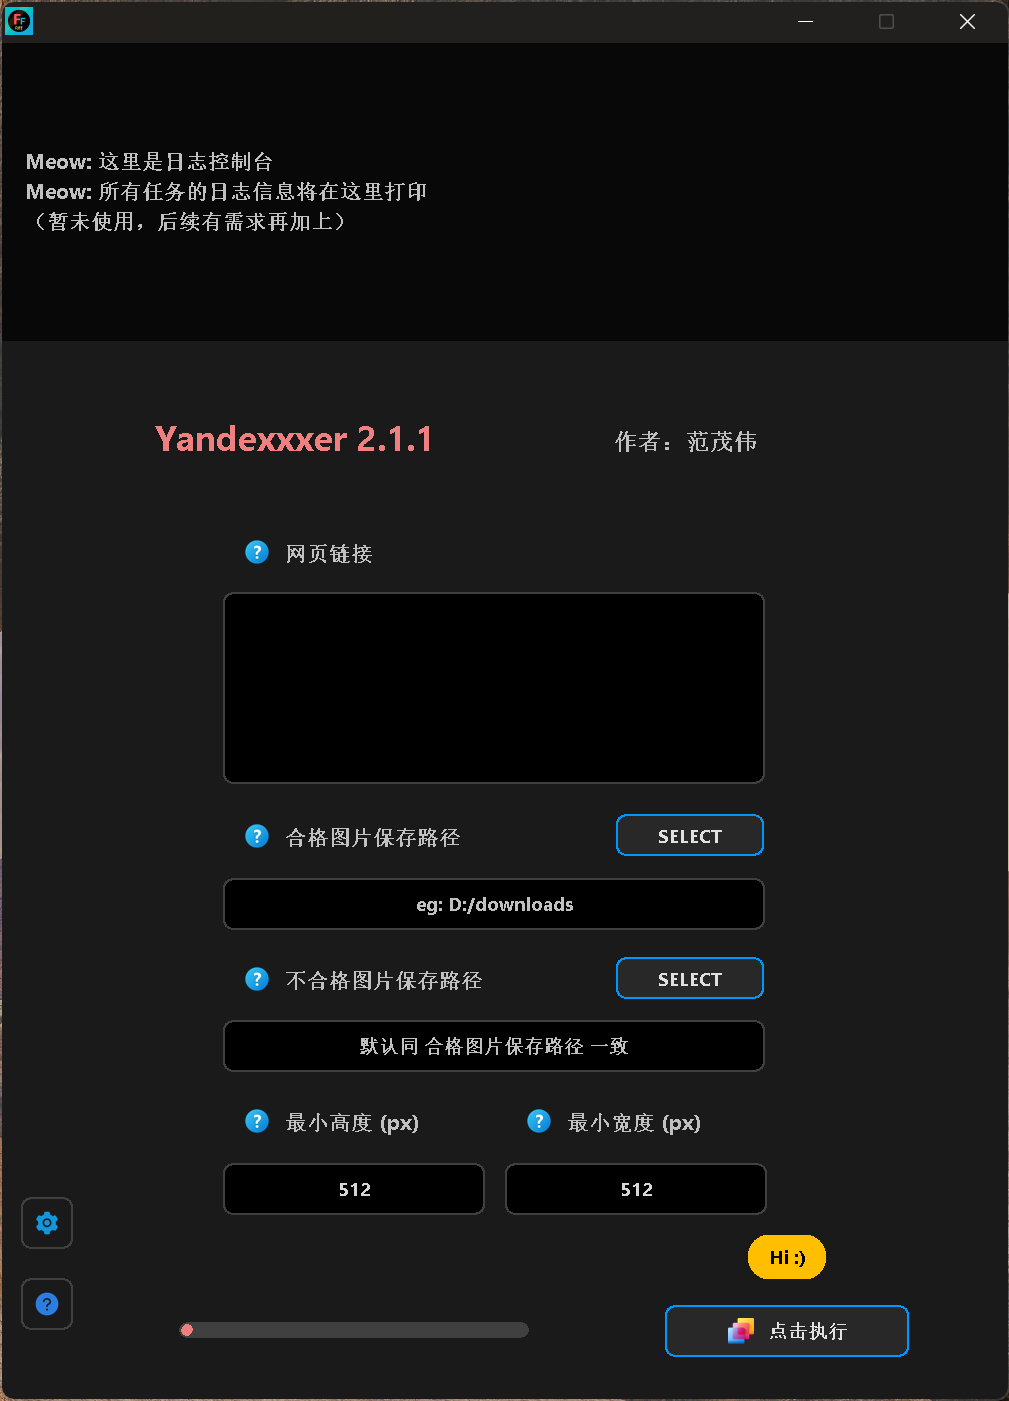 Meow: 这里是日志控制台
Meow: 所有任务的日志信息将在这里打印
（暂未使用，后续有需求再加上）
Yandexxxer 2.1.1
作者：范茂伟
? 网页链接
? 合格图片保存路径
SELECT
eg: D:/downloads
? 不合格图片保存路径
SELECT
默认同 合格图片保存路径 一致
? 最小高度 (px)
? 最小宽度 (px)
512
512
Hi :)
?
点击执行